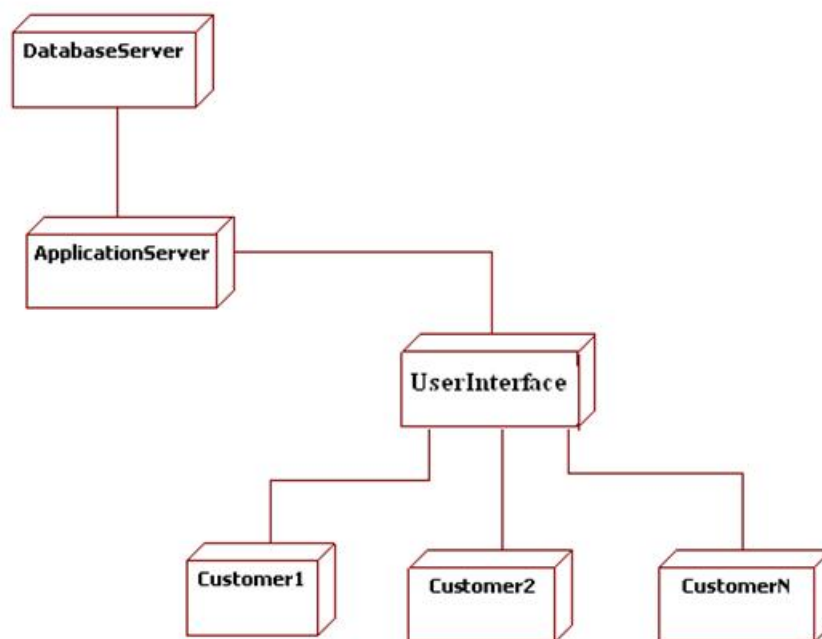 DatabaseServer
ApplicationServer
UserInterface
Customer1
Customer2
CustomerN